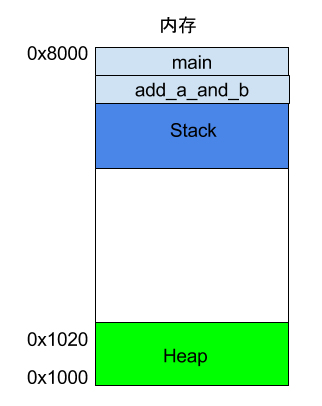 内存
0x8000
main
add_a_and_b
Stack
0x1020
Heap
0x1000